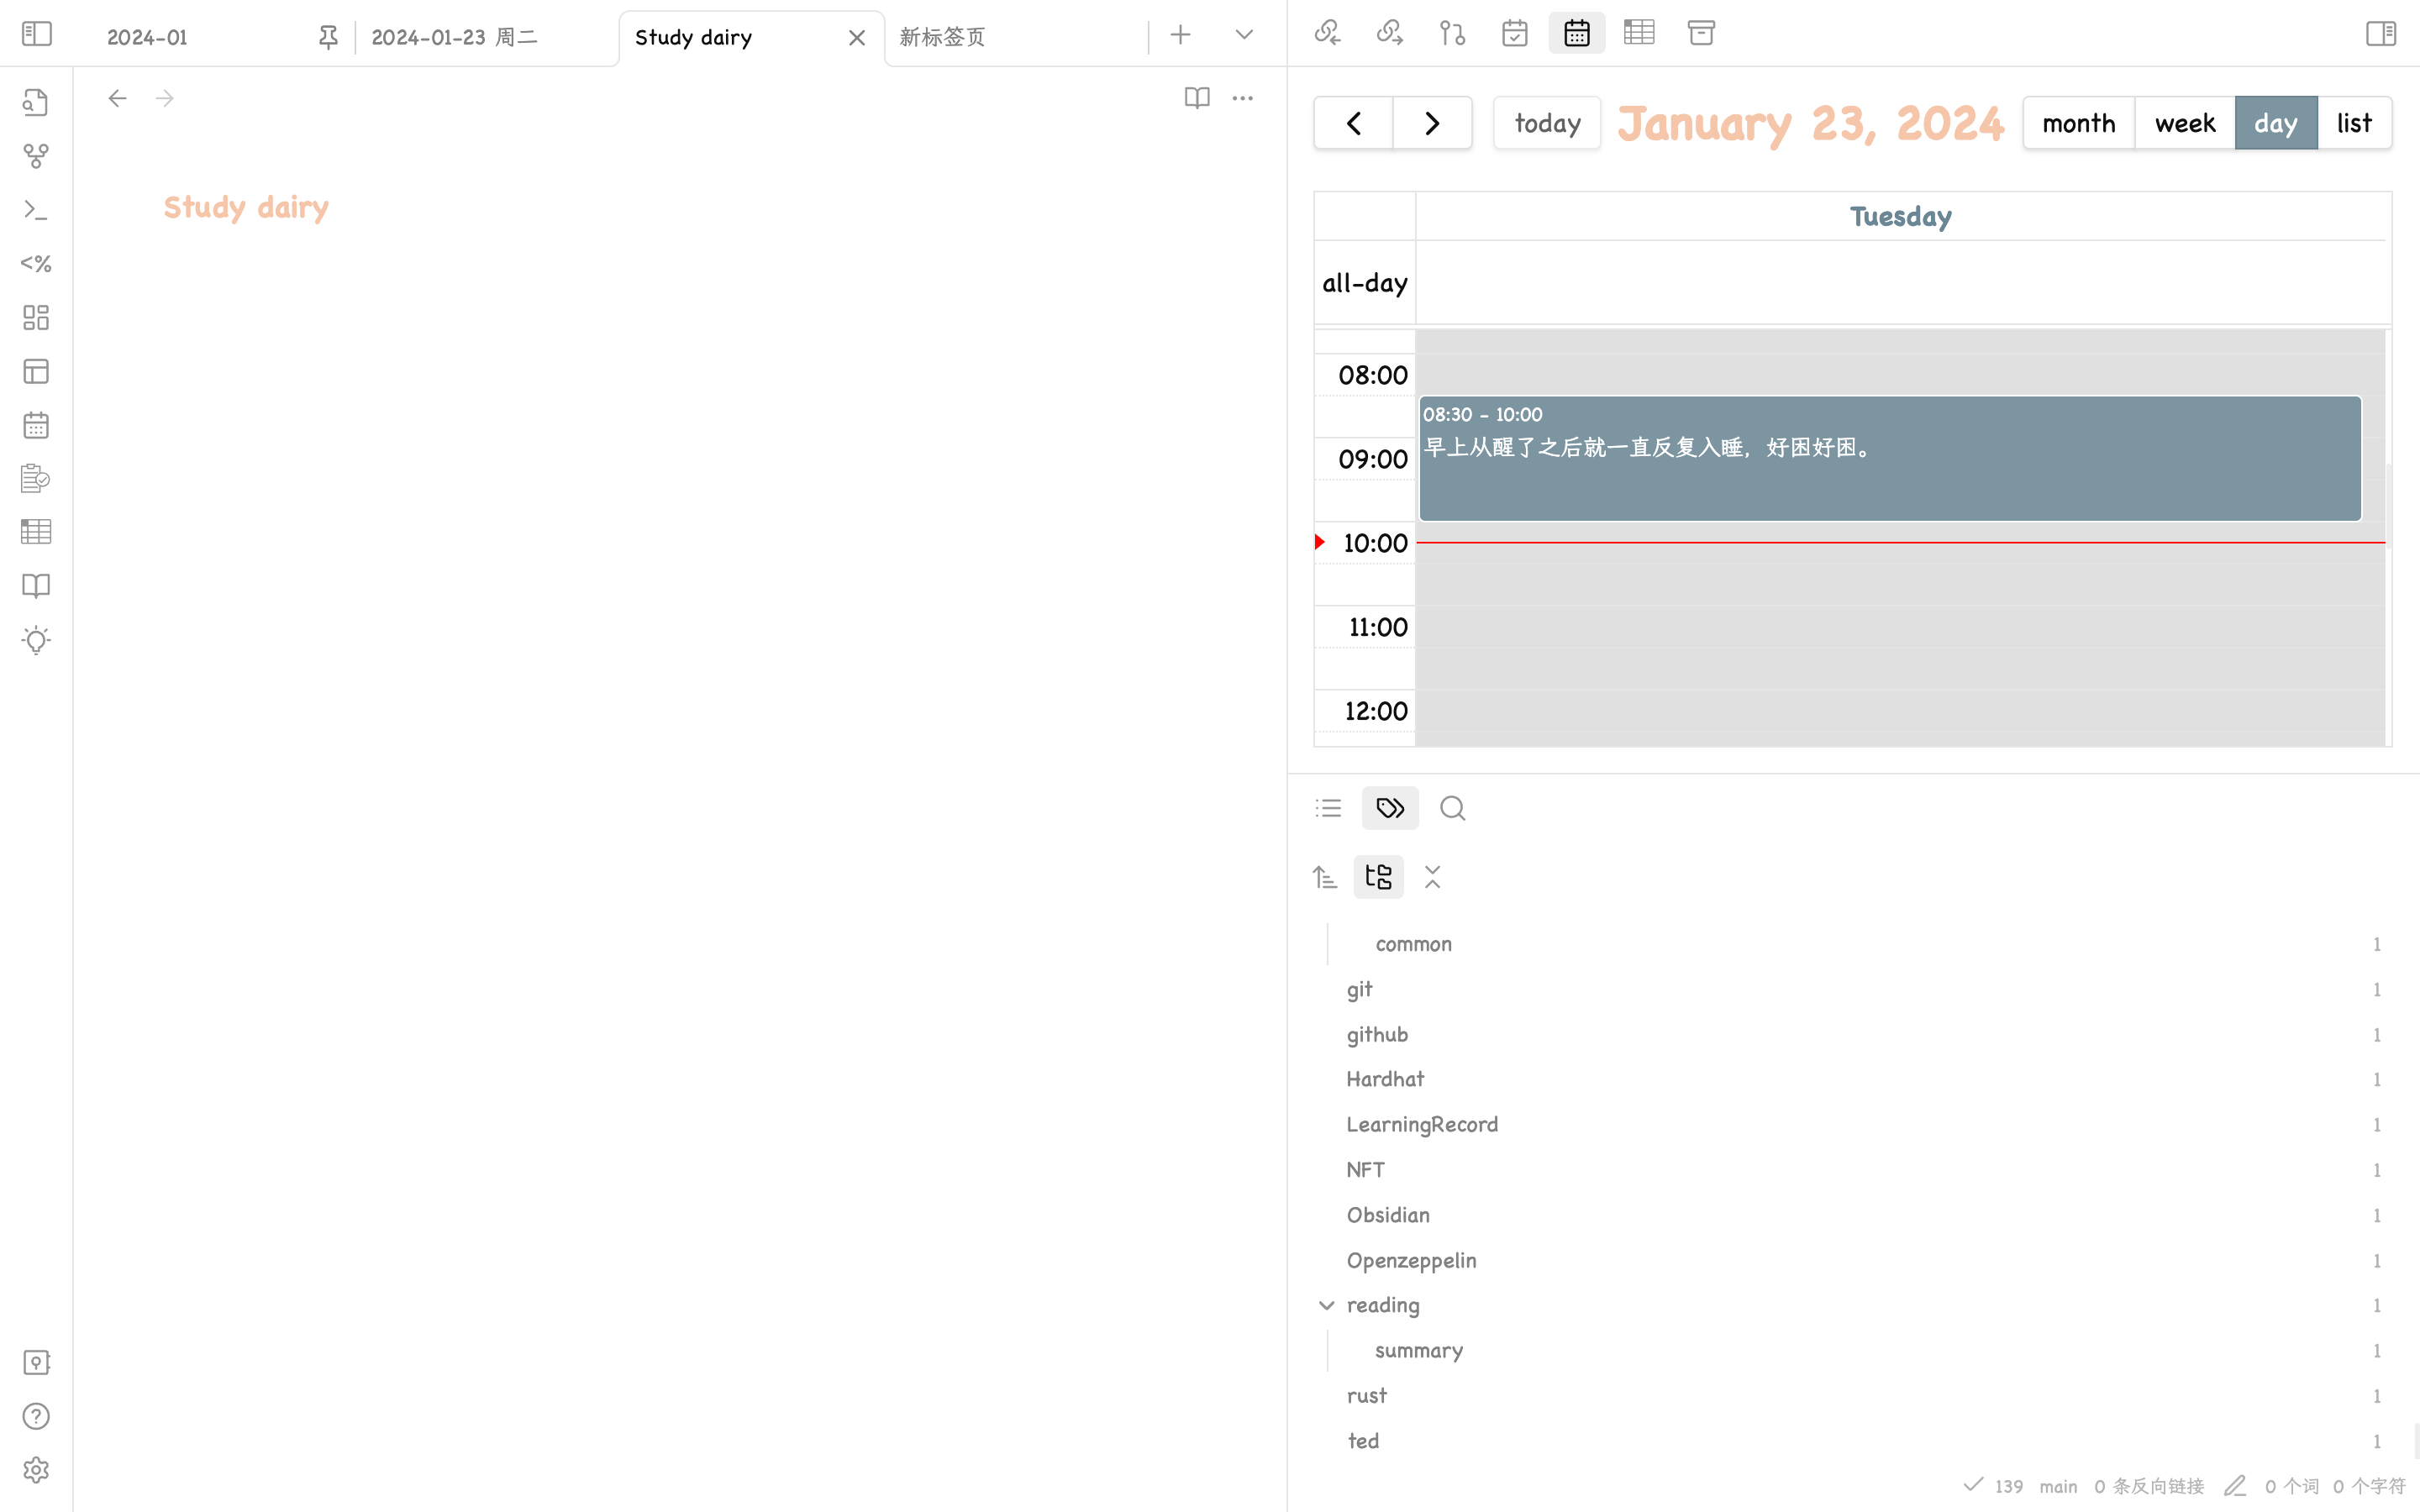 2024-01
2024-01-23 周二
Study dairy
新标签页
<%
Study dairy
today
January 23, 2024
month
week
day
list
Tuesday
all-day
08:00
08:30 - 10:00
早上从醒了之后就一直反复入睡，好困好困。
09:00
10:00
11:00
12:00
common 1
git 1
github 1
Hardhat 1
LearningRecord 1
NFT 1
Obsidian 1
Openzeppelin 1
reading 1
summary 1
rust 1
ted 1
139 main 0 条反向链接 0 个词 0 个字符